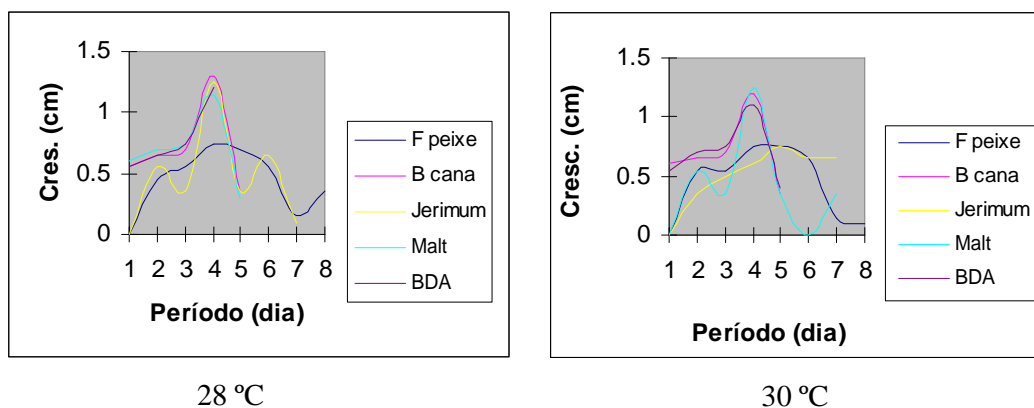 1.5
1
0.5
0
Cres. (cm)
1 2 3 4 5 6 7 8
Período (dia)
F peixe
B cana
Jerimum
Malt
BDA
28 ºC
1.5
1
0.5
0
Cresc. (cm)
1 2 3 4 5 6 7 8
Período (dia)
F peixe
B cana
Jerimum
Malt
BDA
30 ºC